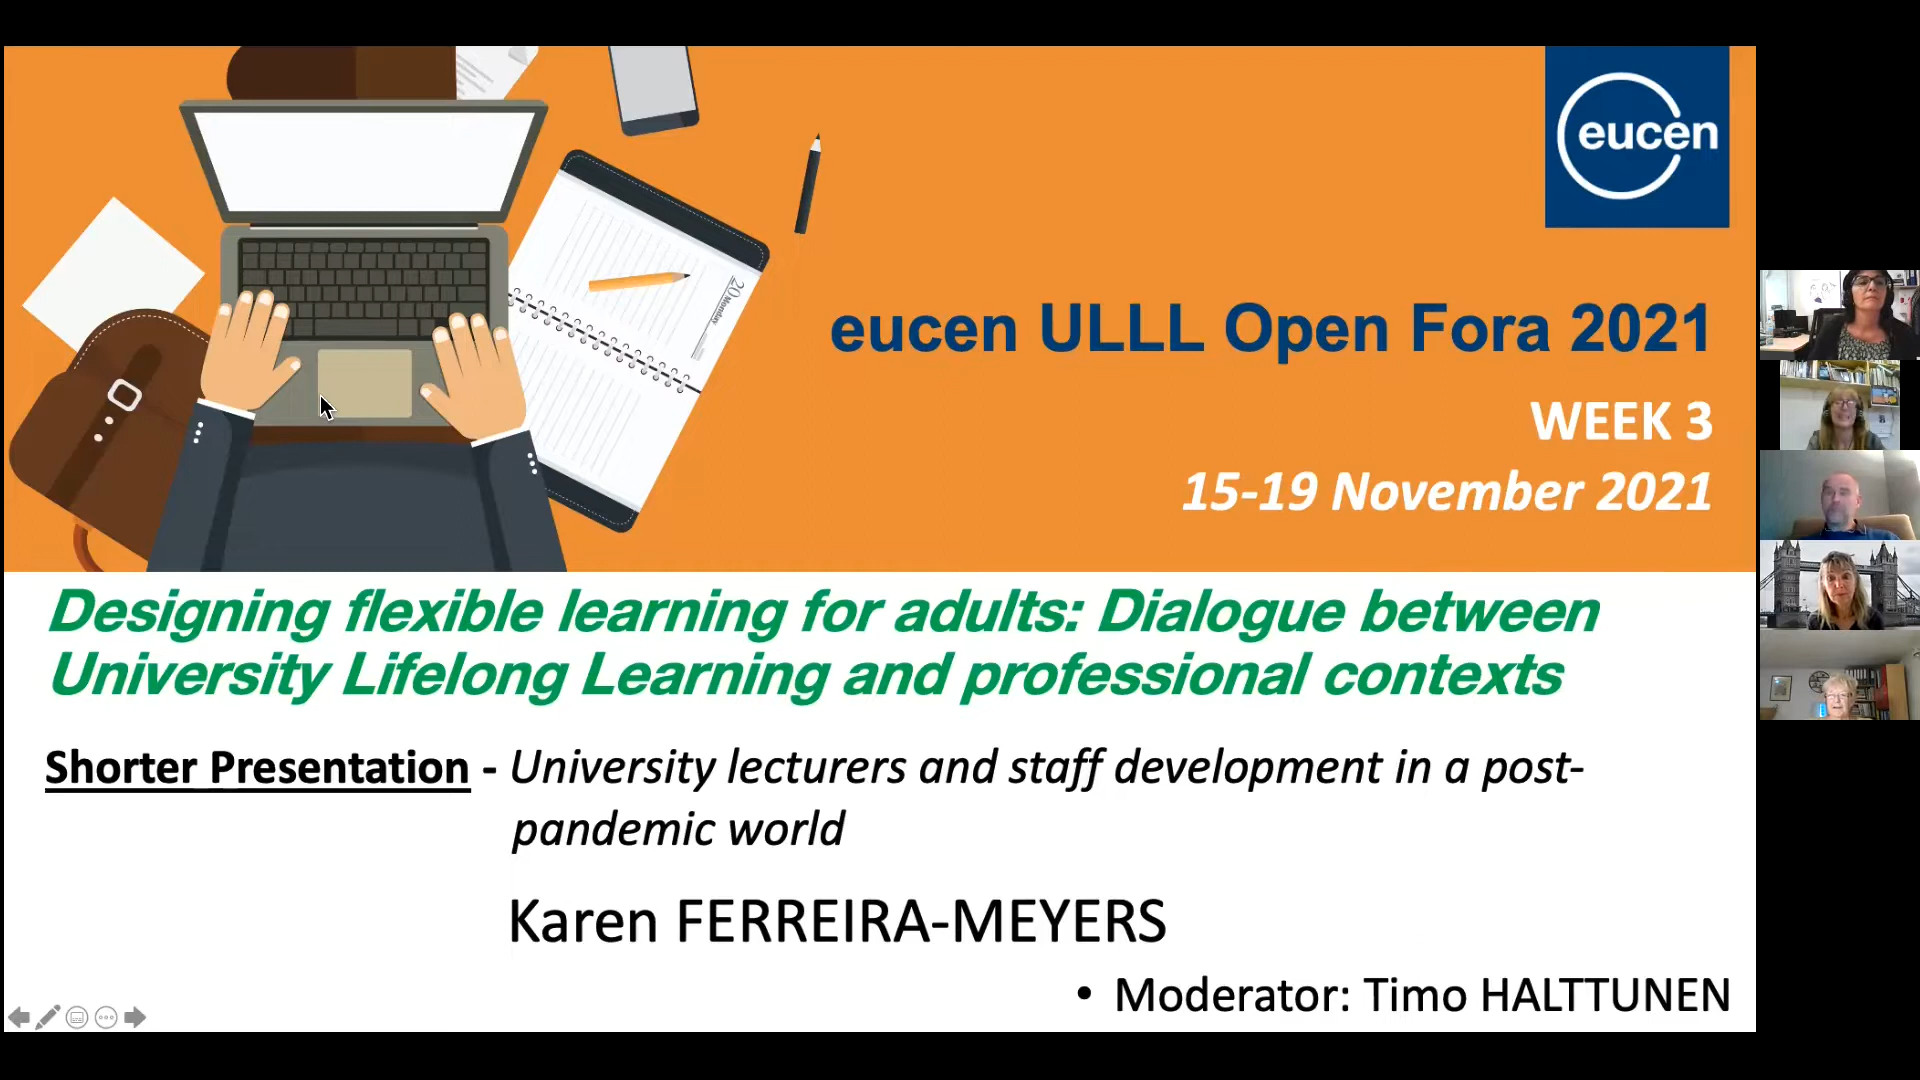 eucen
20 Monday
eucen ULLL Open Fora 2021
WEEK 3
15-19 November 2021
Designing flexible learning for adults: Dialogue between
University Lifelong Learning and professional contexts
Shorter Presentation - University lecturers and staff development in a post-
pandemic world
Karen FERREIRA-MEYERS
• Moderator: Timo HALTTUNEN